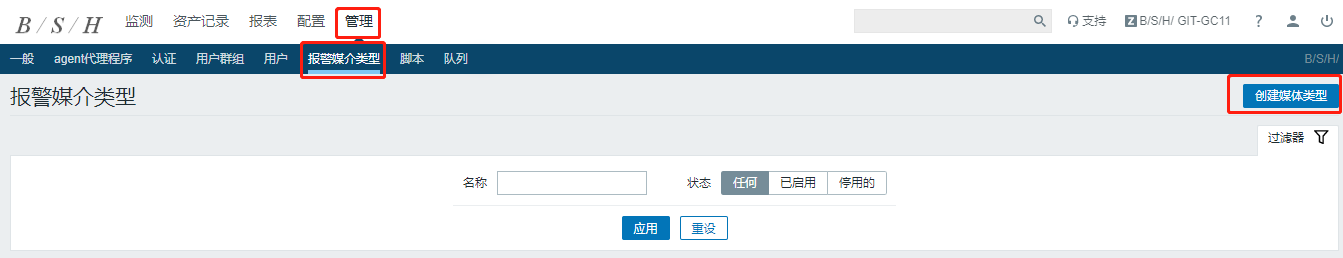 B / S / H 监测 资产记录 报表 配置 管理 支持 Z B/S/H/ GIT-GC11 ?
一般 agent代理程序 认证 用户群组 用户 报警媒介类型 脚本 队列 B/S/H/
报警媒介类型 创建媒体类型
过滤器
名称 状态 任何 已启用 停用的
应用 重设